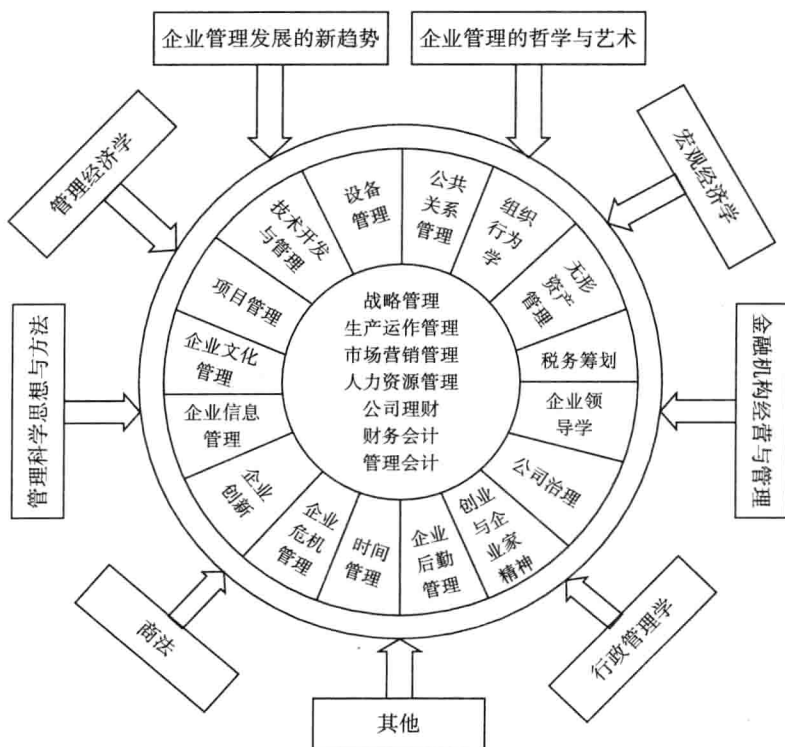 企业管理发展的新趋势
企业管理的哲学与艺术
管理经济学
宏观经济学
管理科学思想与方法
金融机构经营与管理
商法
行政管理学
其他
设备
管理
公共
关系
管理
组织
行为
学
无形
资产
管理
税务筹划
企业领
导学
公司治理
创业
与企
业家
精神
企业
后勤
管理
时间
管理
企业
危机
管理
企业
创新
企业信息
管理
企业文化
管理
项目管理
技术开发
与管理
战略管理
生产运作管理
市场营销管理
人力资源管理
公司理财
财务会计
管理会计